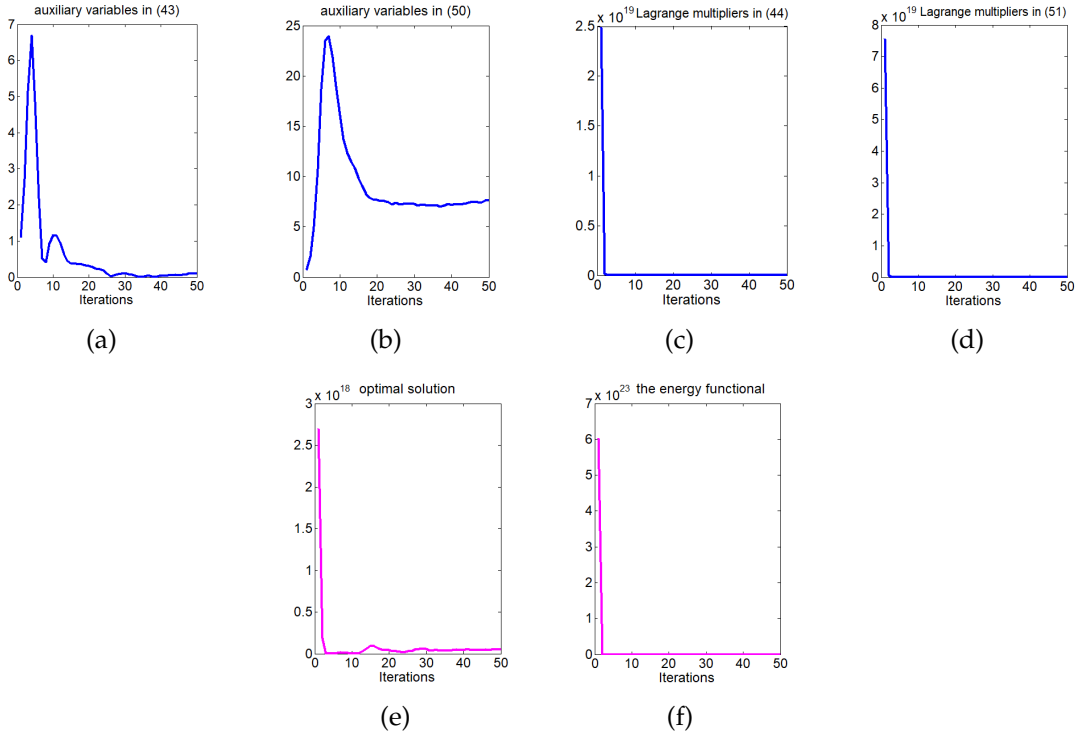 auxiliary variables in (43)
7
6
5
4
3
2
1
0
0 10 20 30 40 50
Iterations
(a)
auxiliary variables in (50)
25
20
15
10
5
0
0 10 20 30 40 50
Iterations
(b)
x 10^19 Lagrange multipliers in (44)
2.5
2
1.5
1
0.5
0
0 10 20 30 40 50
Iterations
(c)
x 10^19 Lagrange multipliers in (51)
8
7
6
5
4
3
2
1
0
0 10 20 30 40 50
Iterations
(d)
x 10^18 optimal solution
3
2.5
2
1.5
1
0.5
0
0 10 20 30 40 50
Iterations
(e)
x 10^23 the energy functional
7
6
5
4
3
2
1
0
0 10 20 30 40 50
Iterations
(f)